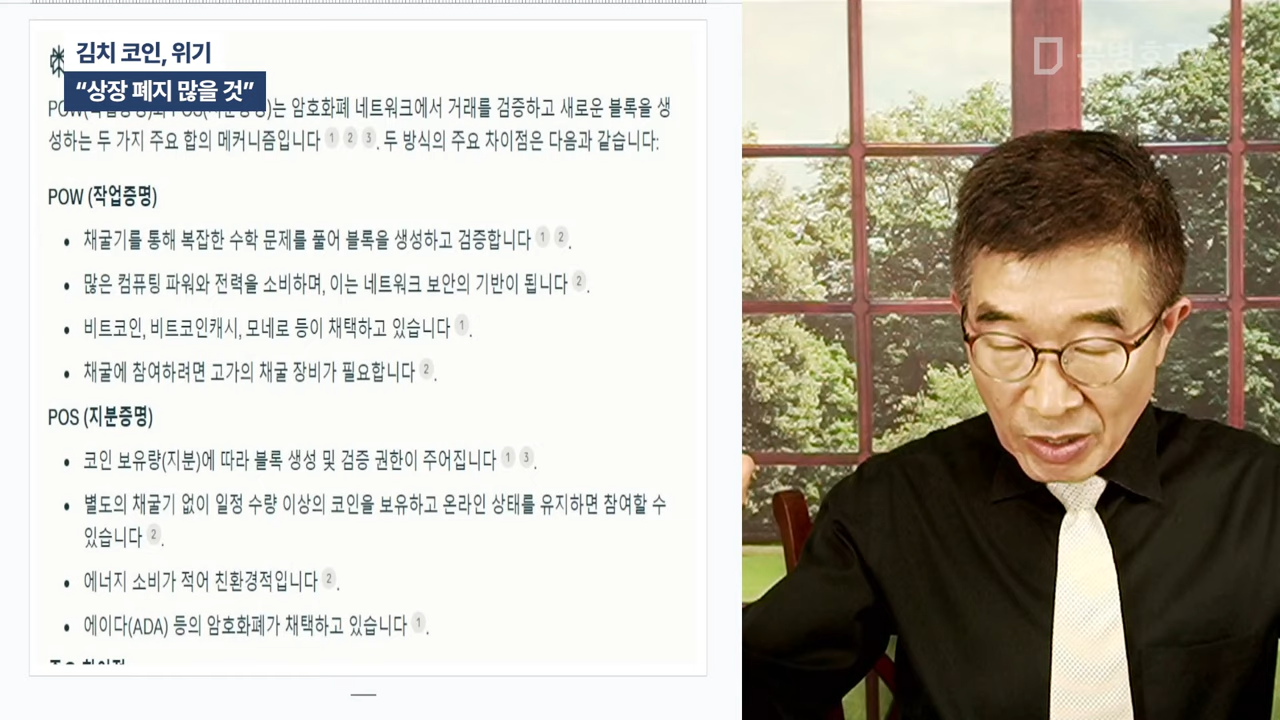 김치 코인, 위기
“상장 폐지 많을 것”
는 암호화폐 네트워크에서 거래를 검증하고 새로운 블록을 생
성하는 두 가지 주요 합의 메커니즘입니다 1 2 3. 두 방식의 주요 차이점은 다음과 같습니다:
POW (작업증명)
• 채굴기를 통해 복잡한 수학 문제를 풀어 블록을 생성하고 검증합니다 1 2.
• 많은 컴퓨팅 파워와 전력을 소비하며, 이는 네트워크 보안의 기반이 됩니다 2.
• 비트코인, 비트코인캐시, 모네로 등이 채택하고 있습니다 1.
• 채굴에 참여하려면 고가의 채굴 장비가 필요합니다 2.
POS (지분증명)
• 코인 보유량(지분)에 따라 블록 생성 및 검증 권한이 주어집니다 1 3.
• 별도의 채굴기 없이 일정 수량 이상의 코인을 보유하고 온라인 상태를 유지하면 참여할 수
있습니다 2.
• 에너지 소비가 적어 친환경적입니다 2.
• 에이다(ADA) 등의 암호화폐가 채택하고 있습니다 1.